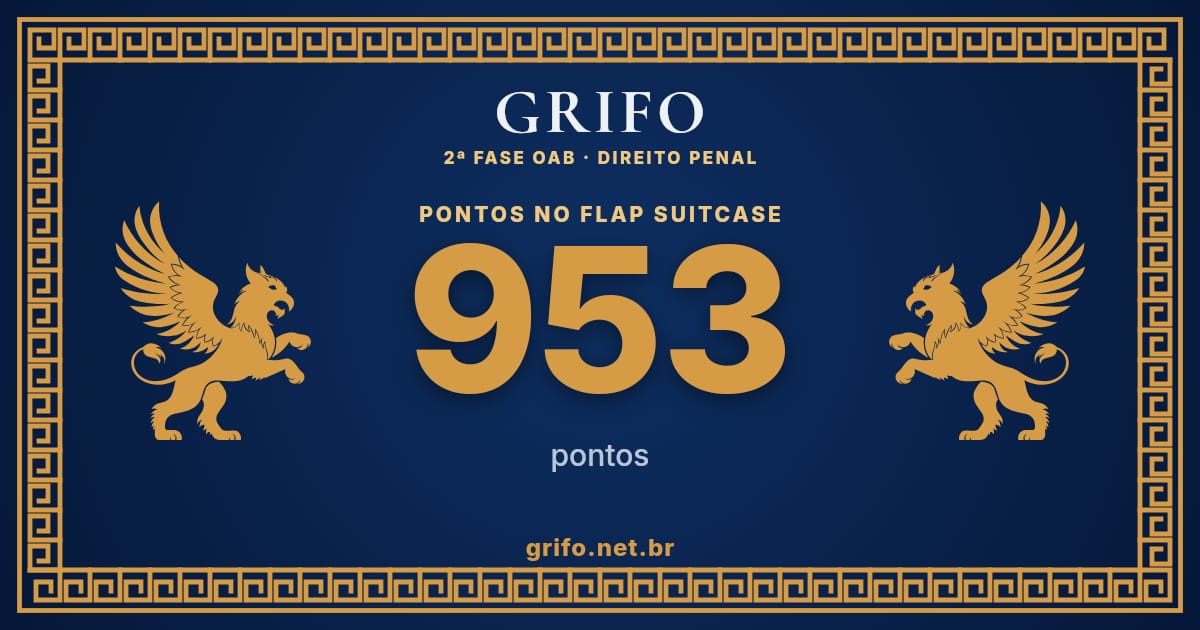 GRIFO
2ª FASE OAB · DIREITO PENAL
PONTOS NO FLAP SUITCASE
953
pontos
grifo.net.br